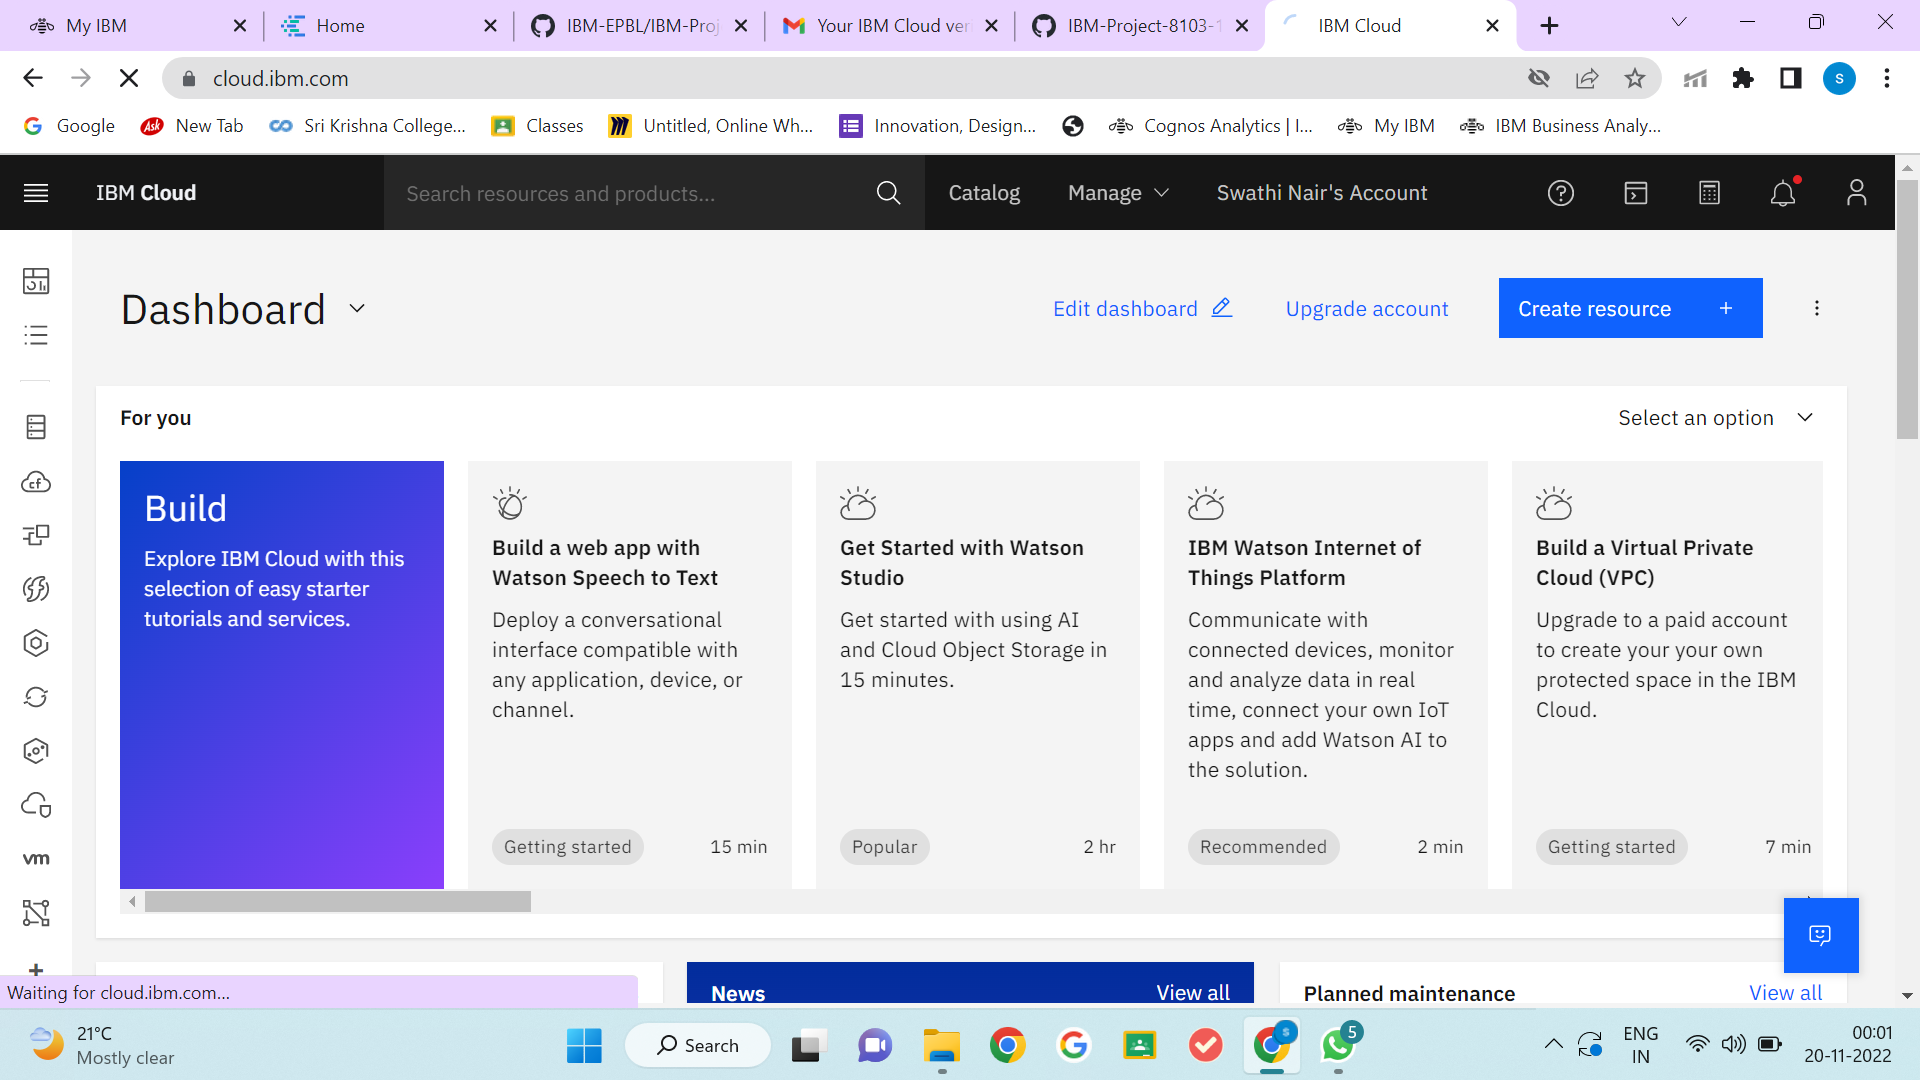 My IBM
Home
IBM-EPBL/IBM-Proj
Your IBM Cloud ver
IBM-Project-8103-1
IBM Cloud
cloud.ibm.com
s
Google
Ask
New Tab
Sri Krishna College...
Classes
Untitled, Online Wh...
Innovation, Design...
Cognos Analytics | I...
My IBM
IBM Business Analy...
IBM Cloud
Search resources and products...
Catalog
Manage
Swathi Nair's Account
Dashboard
Edit dashboard
Upgrade account
Create resource +
For you
Select an option
Build
Explore IBM Cloud with this
selection of easy starter
tutorials and services.
Build a web app with
Watson Speech to Text
Deploy a conversational
interface compatible with
any application, device, or
channel.
Getting started
15 min
Get Started with Watson
Studio
Get started with using AI
and Cloud Object Storage in
15 minutes.
Popular
2 hr
IBM Watson Internet of
Things Platform
Communicate with
connected devices, monitor
and analyze data in real
time, connect your own IoT
apps and add Watson AI to
the solution.
Recommended
2 min
Build a Virtual Private
Cloud (VPC)
Upgrade to a paid account
to create your your own
protected space in the IBM
Cloud.
Getting started
7 min
cf
vm
News
View all
Planned maintenance
View all
Waiting for cloud.ibm.com...
21°C
Mostly clear
Search
s
5
ENG
IN
00:01
20-11-2022